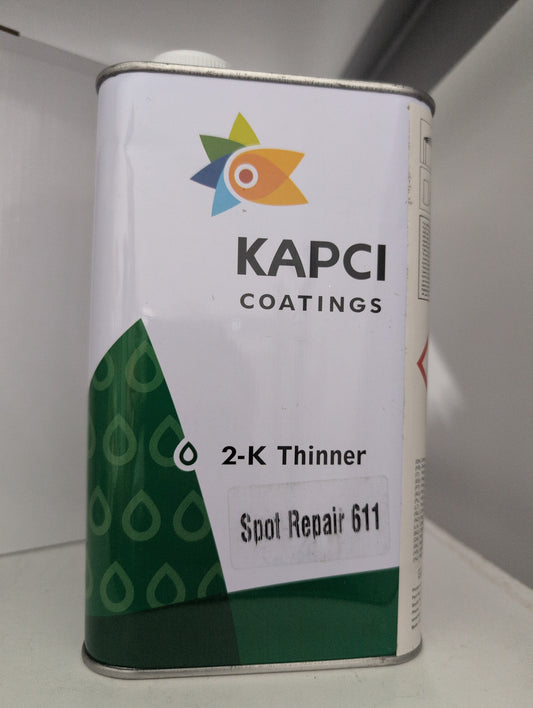 KAPCI
COATINGS
2-K Thinner
Spot Repair 611